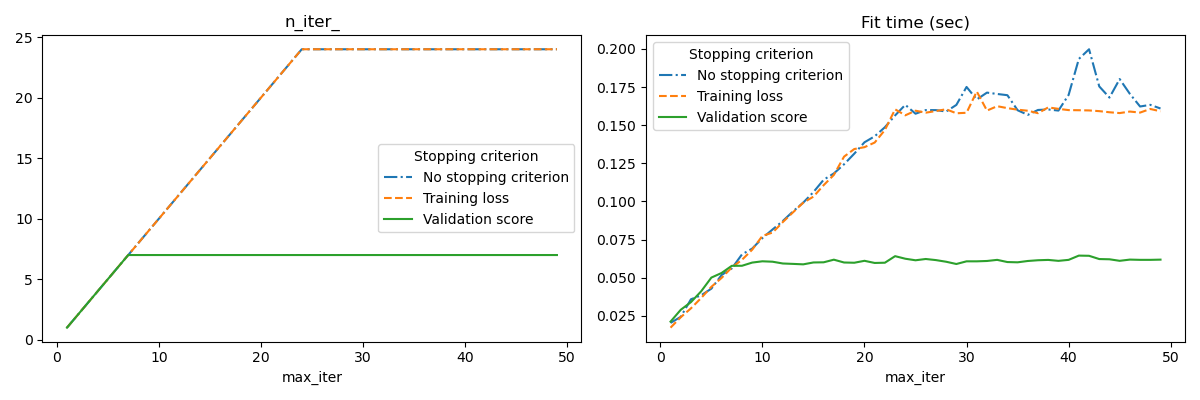 n_iter_
25
20
15
10
5
0
Stopping criterion
No stopping criterion
Training loss
Validation score
0 10 20 30 40 50
max_iter
Fit time (sec)
0.200
0.175
0.150
0.125
0.100
0.075
0.050
0.025
Stopping criterion
No stopping criterion
Training loss
Validation score
0 10 20 30 40 50
max_iter